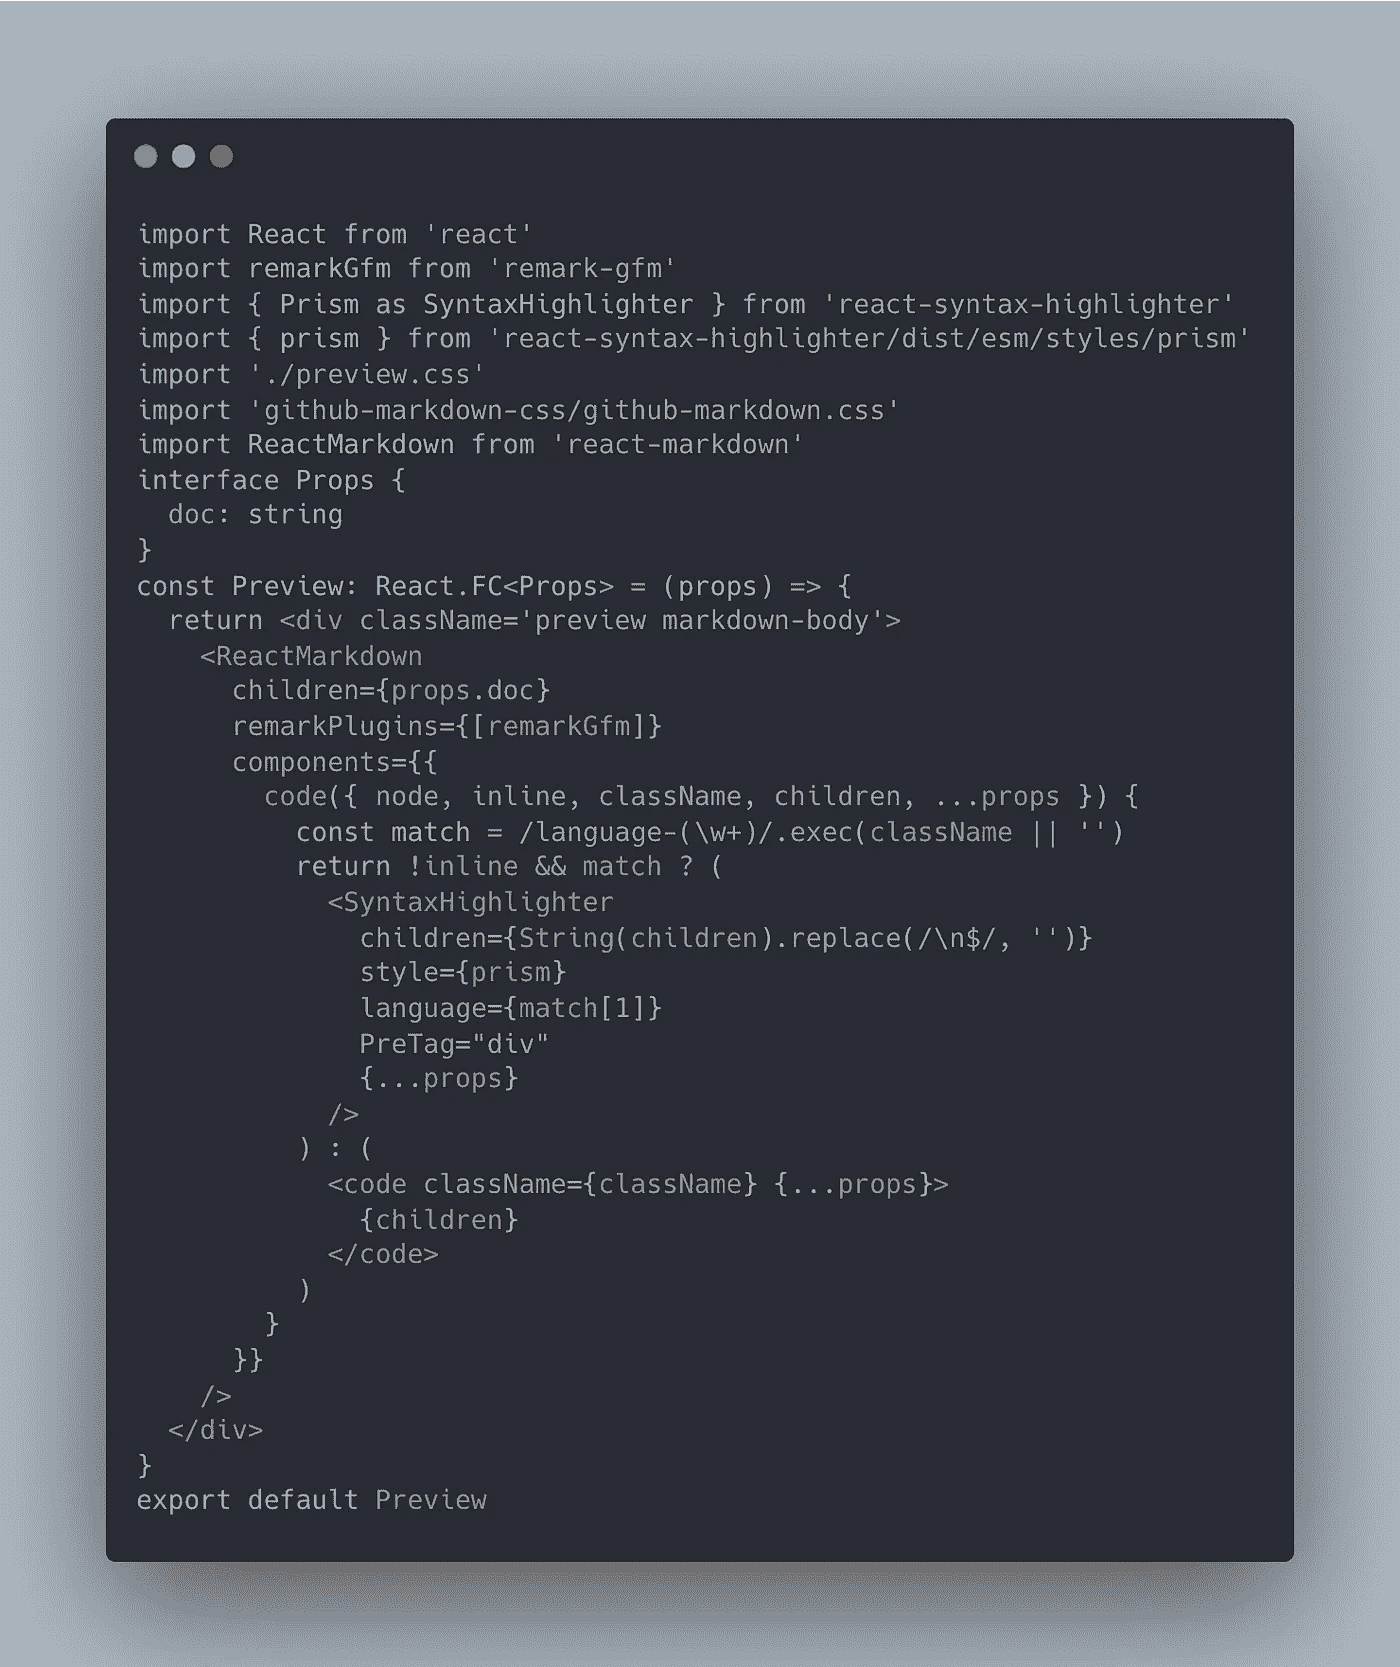 import React from 'react'
import remarkGfm from 'remark-gfm'
import { Prism as SyntaxHighlighter } from 'react-syntax-highlighter'
import { prism } from 'react-syntax-highlighter/dist/esm/styles/prism'
import './preview.css'
import 'github-markdown-css/github-markdown.css'
import ReactMarkdown from 'react-markdown'
interface Props {
  doc: string
}
const Preview: React.FC<Props> = (props) => {
  return <div className='preview markdown-body'>
    <ReactMarkdown
      children={props.doc}
      remarkPlugins={[remarkGfm]}
      components={{
        code({ node, inline, className, children, ...props }) {
          const match = /language-(\w+)/.exec(className || '')
          return !inline && match ? (
            <SyntaxHighlighter
              children={String(children).replace(/\n$/, '')}
              style={prism}
              language={match[1]}
              PreTag="div"
              {...props}
            />
          ) : (
            <code className={className} {...props}>
              {children}
            </code>
          )
        }
      }}
    />
  </div>
}
export default Preview